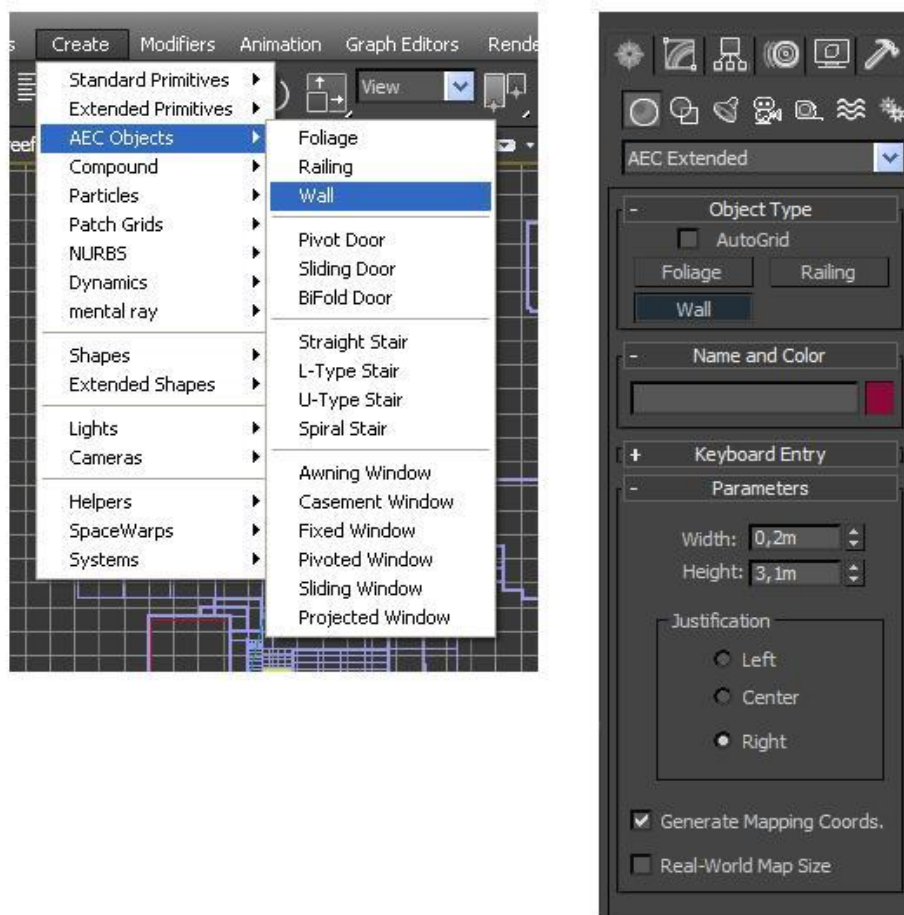 Create Modifiers Animation Graph Editors
View
Standard Primitives
Extended Primitives
AEC Objects
Compound
Particles
Patch Grids
NURBS
Dynamics
mental ray
Shapes
Extended Shapes
Lights
Cameras
Helpers
SpaceWarps
Systems
Foliage
Railing
Wall
Pivot Door
Sliding Door
BiFold Door
Straight Stair
L-Type Stair
U-Type Stair
Spiral Stair
Awning Window
Casement Window
Fixed Window
Pivoted Window
Sliding Window
Projected Window
AEC Extended
- Object Type
AutoGrid
Foliage Railing
Wall
- Name and Color
+ Keyboard Entry
- Parameters
Width: 0,2m
Height: 3,1m
Justification
Left
Center
Right
Generate Mapping Coords.
Real-World Map Size